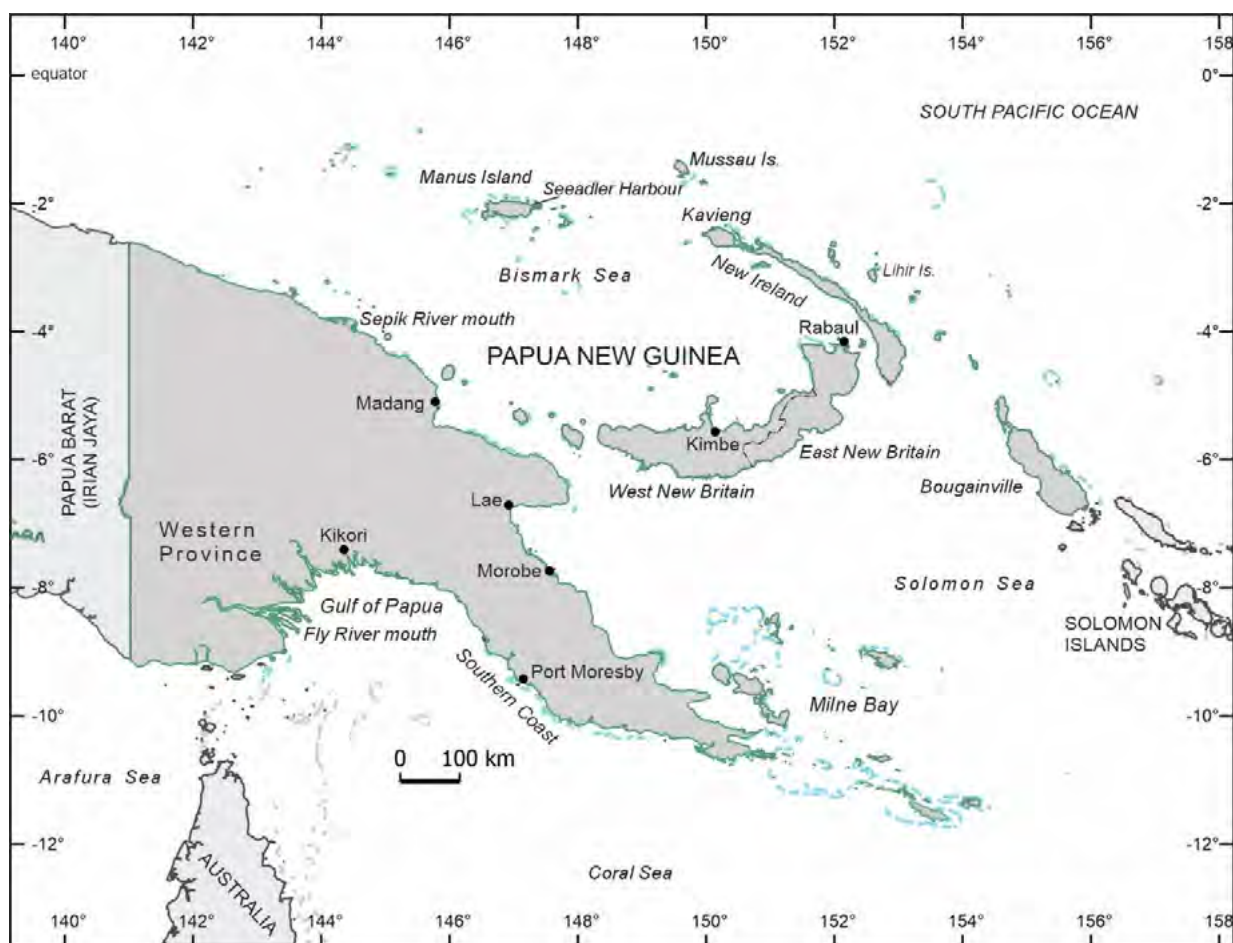 140° 142° 144° 146° 148° 150° 152° 154° 156° 158
equator
0°
SOUTH PACIFIC OCEAN
Mussau Is.
Manus Island
Seeadler Harbour
-2°
-2°
Kavieng
Lihir Is.
Bismark Sea
New Ireland
Sepik River mouth
Rabaul
-4°
-4°
PAPUA NEW GUINEA
Madang
Kimbe
East New Britain
-6°
-6°
PAPUA BARAT
(IRIAN JAYA)
West New Britain
Bougainville
Lae
Western
Province
Kikori
Morobe
Solomon Sea
-8°
-8°
Gulf of Papua
Fly River mouth
SOLOMON
ISLANDS
Southern Coast
Port Moresby
Milne Bay
-10°
-10°
0 100 km
Arafura Sea
-12°
-12°
AUSTRALIA
Coral Sea
140° 142° 144° 146° 148° 150° 152° 154° 156° 158